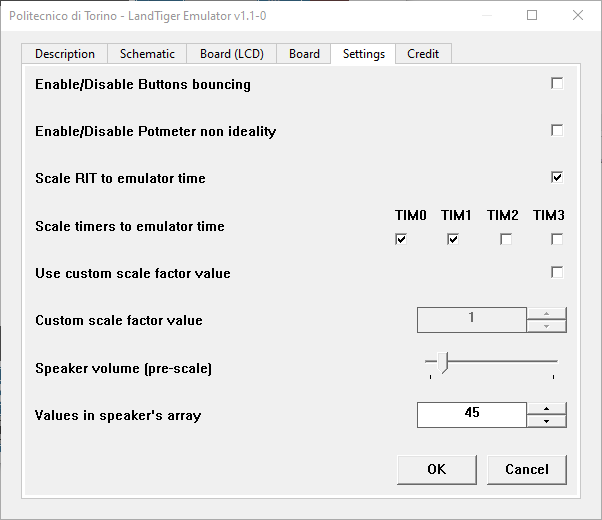 Politecnico di Torino - LandTiger Emulator v1.1-0
Description Schematic Board (LCD) Board Settings Credit
Enable/Disable Buttons bouncing
Enable/Disable Potmeter non ideality
Scale RIT to emulator time
TIM0 TIM1 TIM2 TIM3
Scale timers to emulator time
Use custom scale factor value
Custom scale factor value 1
Speaker volume (pre-scale)
Values in speaker's array 45
OK Cancel